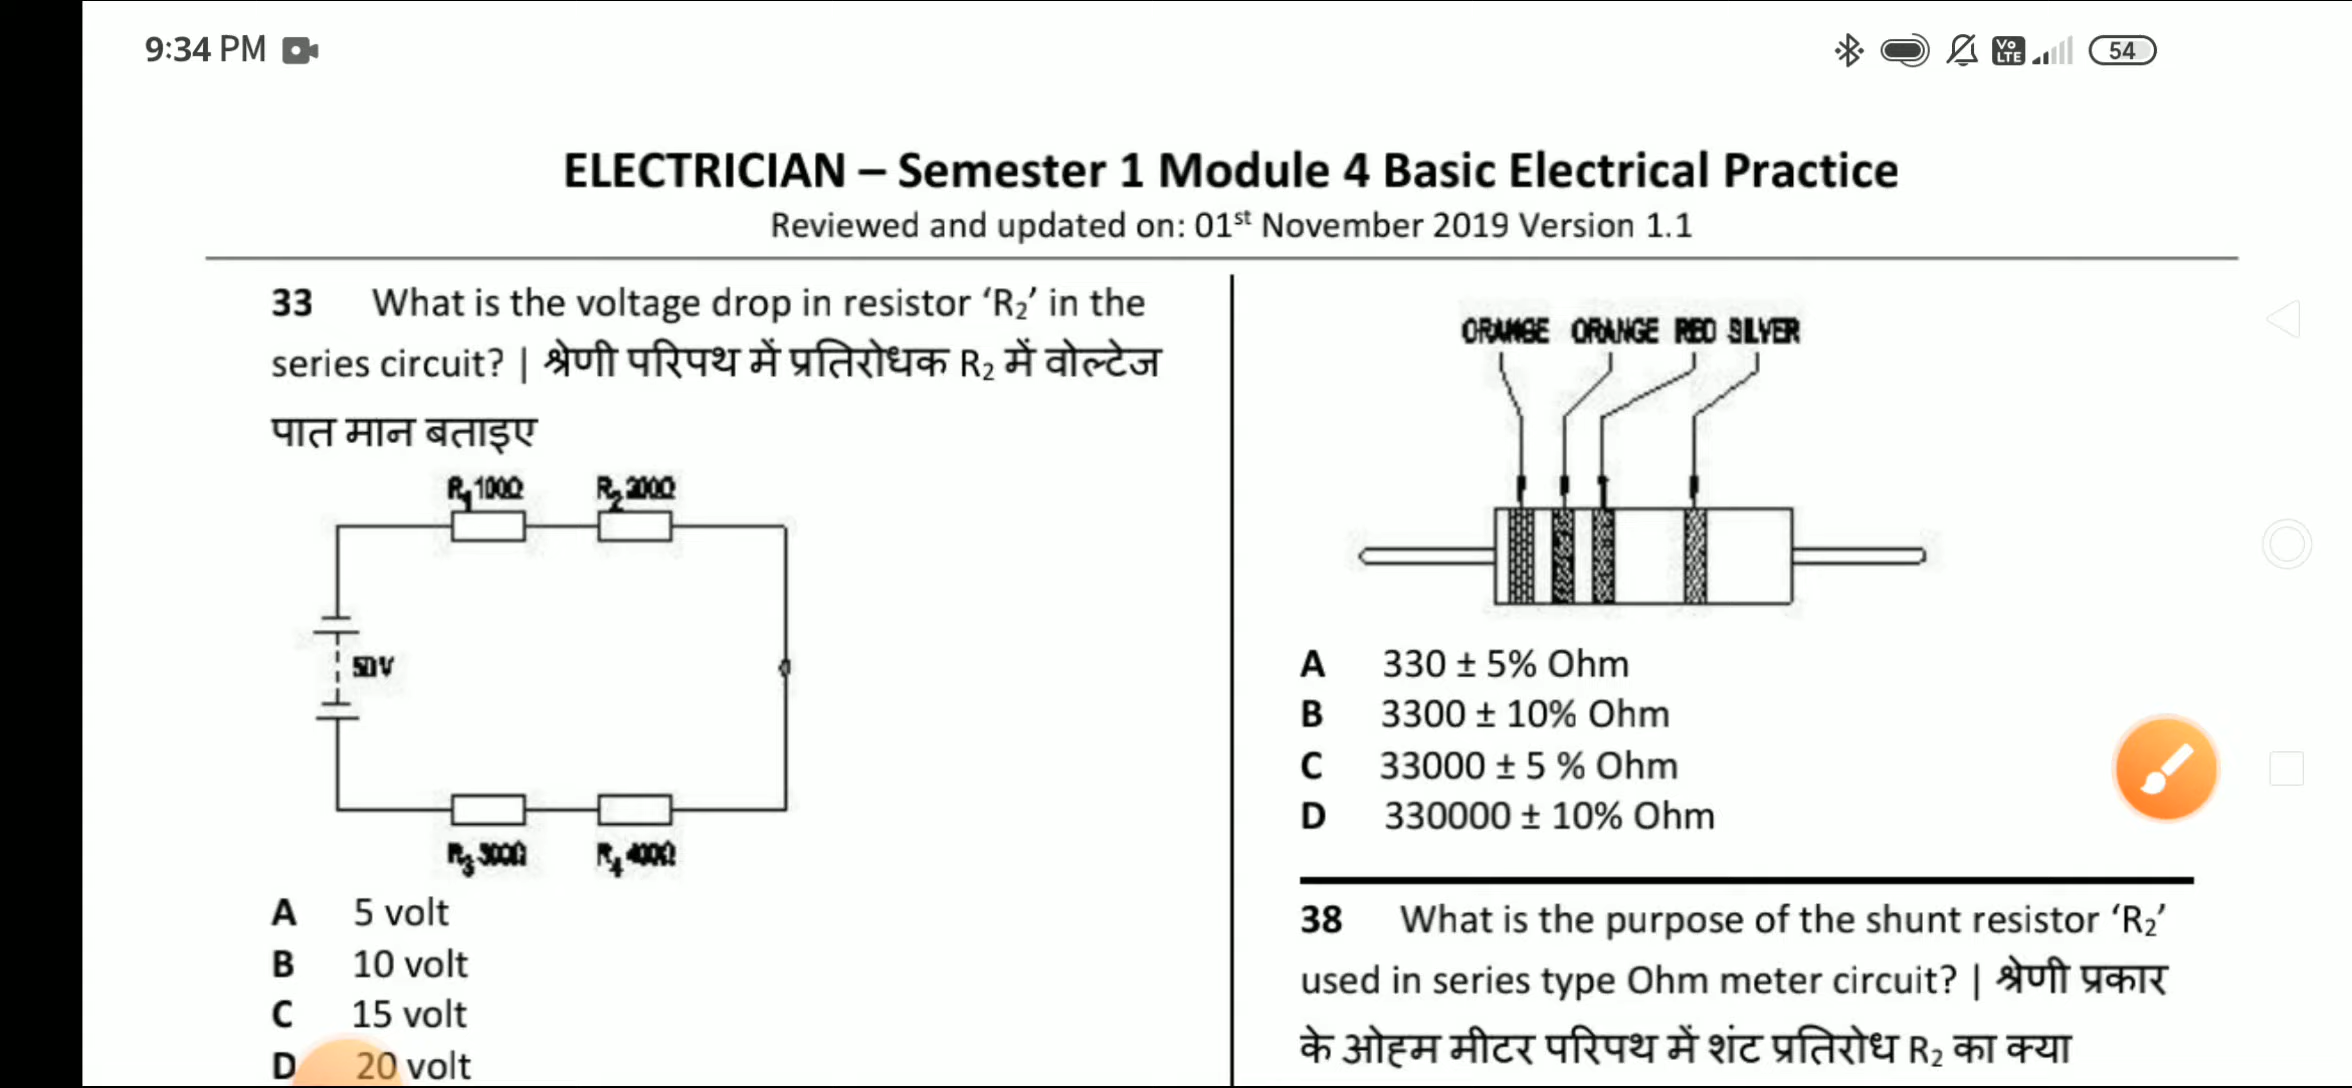 9:34 PM
Vo LTE
54
ELECTRICIAN – Semester 1 Module 4 Basic Electrical Practice
Reviewed and updated on: 01st November 2019 Version 1.1
33 What is the voltage drop in resistor ‘R2’ in the
series circuit? | श्रेणी परिपथ में प्रतिरोधक R2 में वोल्टेज
पात मान बताइए
R1 100Ω R2 200Ω
50V
R3 300Ω R4 400Ω
A 5 volt
B 10 volt
C 15 volt
D 20 volt
ORANGE ORANGE RED SILVER
A 330 ± 5% Ohm
B 3300 ± 10% Ohm
C 33000 ± 5 % Ohm
D 330000 ± 10% Ohm
38 What is the purpose of the shunt resistor ‘R2’
used in series type Ohm meter circuit? | श्रेणी प्रकार
के ओह्म मीटर परिपथ में शंट प्रतिरोध R2 का क्या